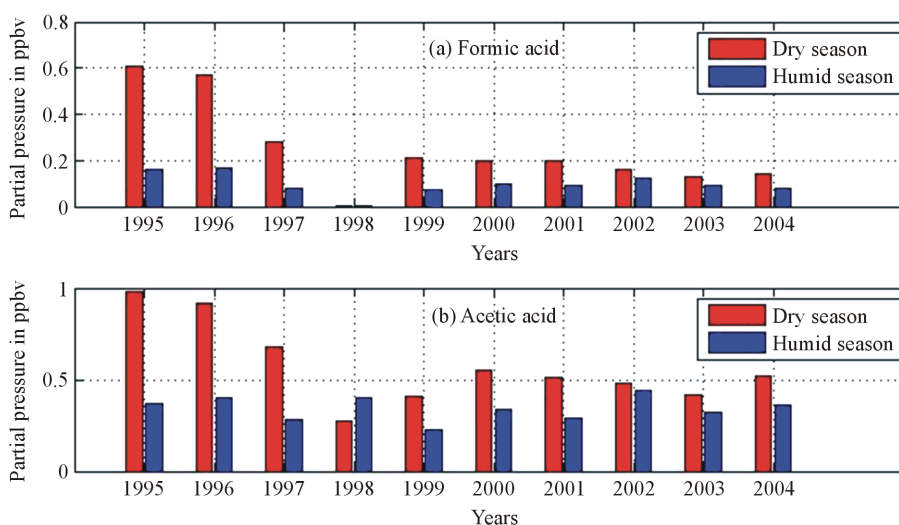 0.8
(a) Formic acid
Dry season
Humid season
0.6
0.4
0.2
0
Partial pressure in ppbv
1995 1996 1997 1998 1999 2000 2001 2002 2003 2004
Years
1
(b) Acetic acid
Dry season
Humid season
0.5
0
Partial pressure in ppbv
1995 1996 1997 1998 1999 2000 2001 2002 2003 2004
Years